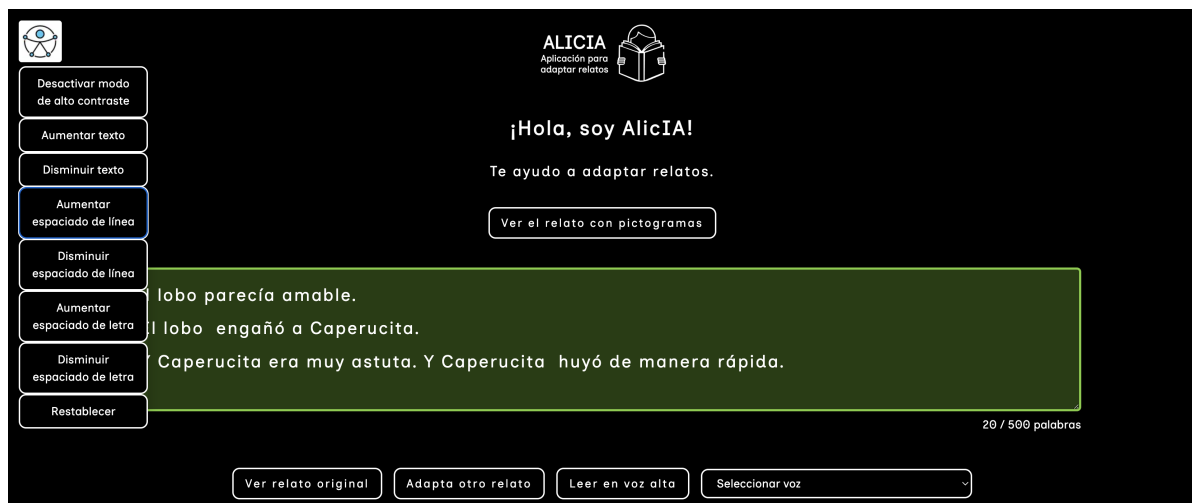 ALICIA
Aplicación para
adaptar relatos
Desactivar modo
de alto contraste
Aumentar texto
Disminuir texto
Aumentar
espaciado de línea
Disminuir
espaciado de línea
Aumentar
espaciado de letra
Disminuir
espaciado de letra
Restablecer
¡Hola, soy AlicIA!
Te ayudo a adaptar relatos.
Ver el relato con pictogramas
lobo parecía amable.
lobo engañó a Caperucita.
Caperucita era muy astuta. Y Caperucita huyó de manera rápida.
20 / 500 palabras
Ver relato original
Adapta otro relato
Leer en voz alta
Seleccionar voz